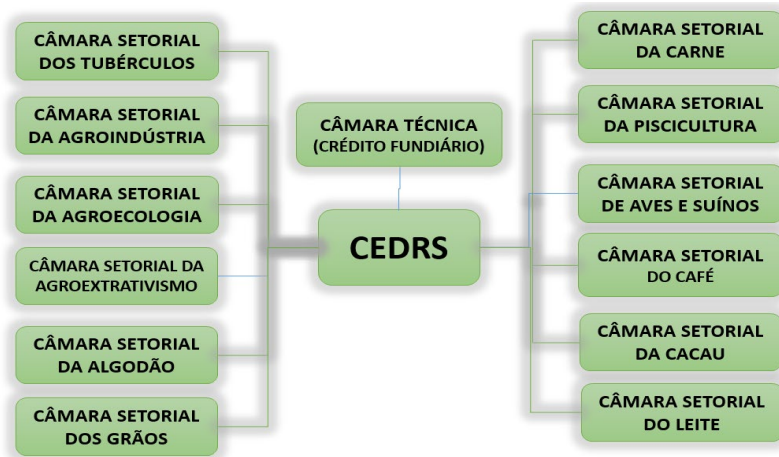 CÂMARA SETORIAL
DOS TUBÉRCULOS
CÂMARA SETORIAL
DA AGROINDÚSTRIA
CÂMARA SETORIAL
DA AGROECOLOGIA
CÂMARA SETORIAL DA
AGROEXTRATIVISMO
CÂMARA SETORIAL
DA ALGODÃO
CÂMARA SETORIAL
DOS GRÃOS
CÂMARA TÉCNICA
(CRÉDITO FUNDIÁRIO)
CEDRS
CÂMARA SETORIAL
DA CARNE
CÂMARA SETORIAL
DA PISCICULTURA
CÂMARA SETORIAL
DE AVES E SUÍNOS
CÂMARA SETORIAL
DO CAFÉ
CÂMARA SETORIAL
DA CACAU
CÂMARA SETORIAL
DO LEITE